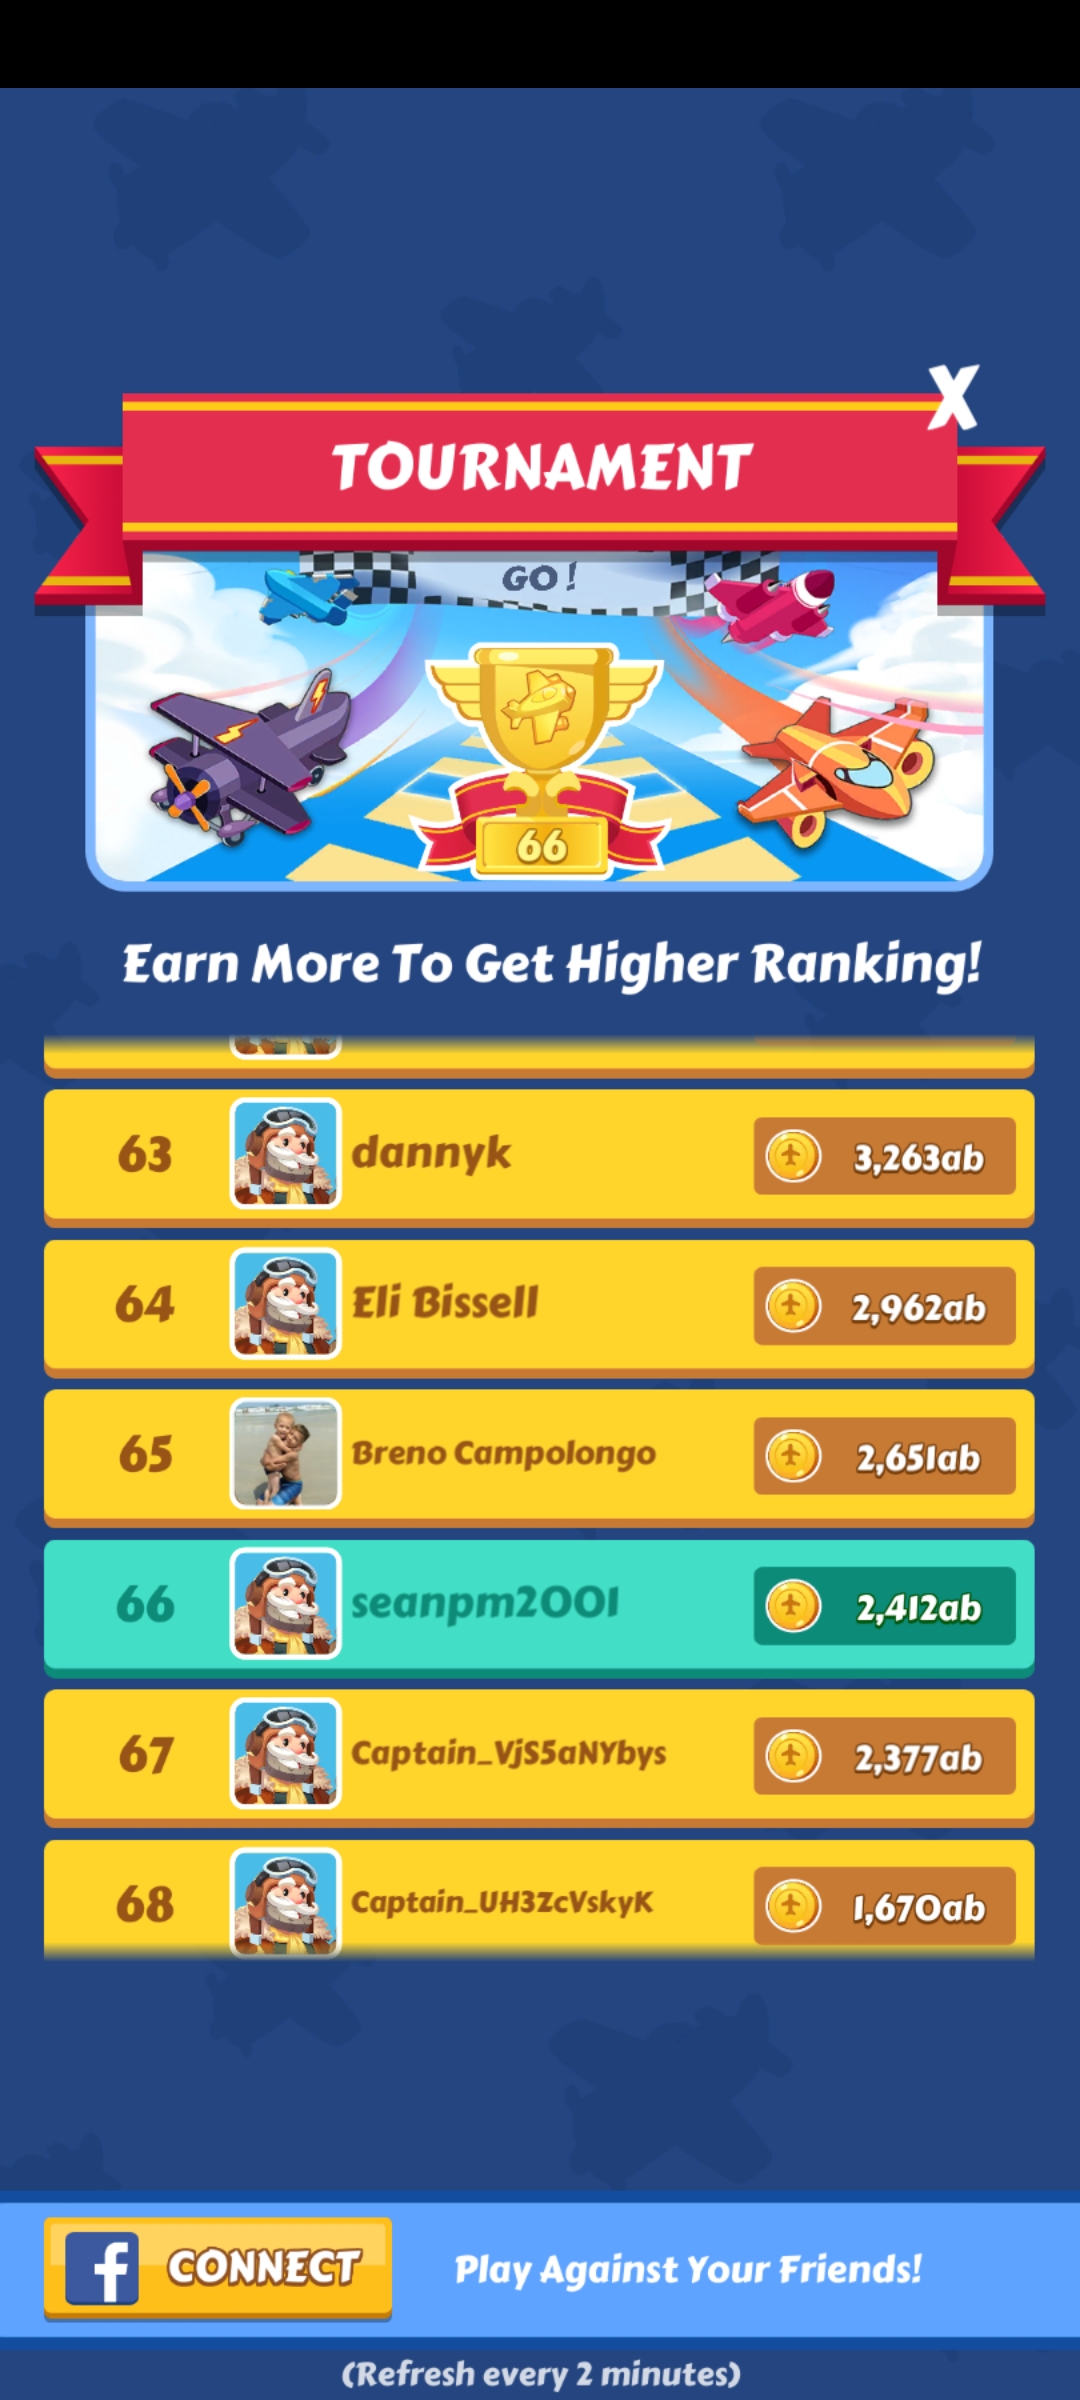 X
TOURNAMENT
GO!
66
Earn More To Get Higher Ranking!
63 dannyk 3,263ab
64 Eli Bissell 2,962ab
65 Breno Campolongo 2,651ab
66 seanpm2001 2,412ab
67 Captain_VjS5aNYbys 2,377ab
68 Captain_UH3ZcVskyK 1,670ab
f CONNECT Play Against Your Friends!
(Refresh every 2 minutes)